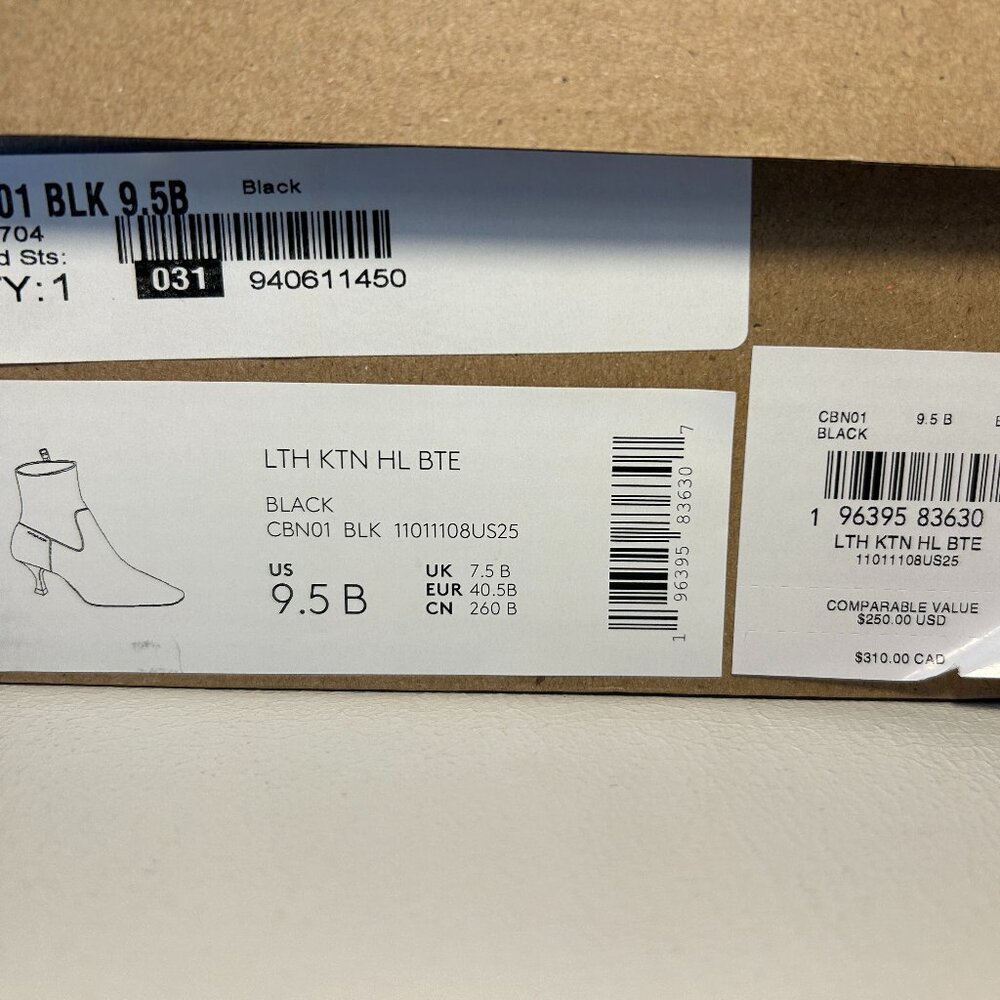 01 BLK 9.5B Black
704
d Sts:
Y:1
031 940611450
LTH KTN HL BTE
BLACK
CBN01 BLK 11011108US25
US
9.5 B
UK 7.5 B
EUR 40.5B
CN 260 B
1 96395 83630 7
CBN01 9.5 B
BLACK
1 96395 83630
LTH KTN HL BTE
11011108US25
COMPARABLE VALUE
$250.00 USD
$310.00 CAD